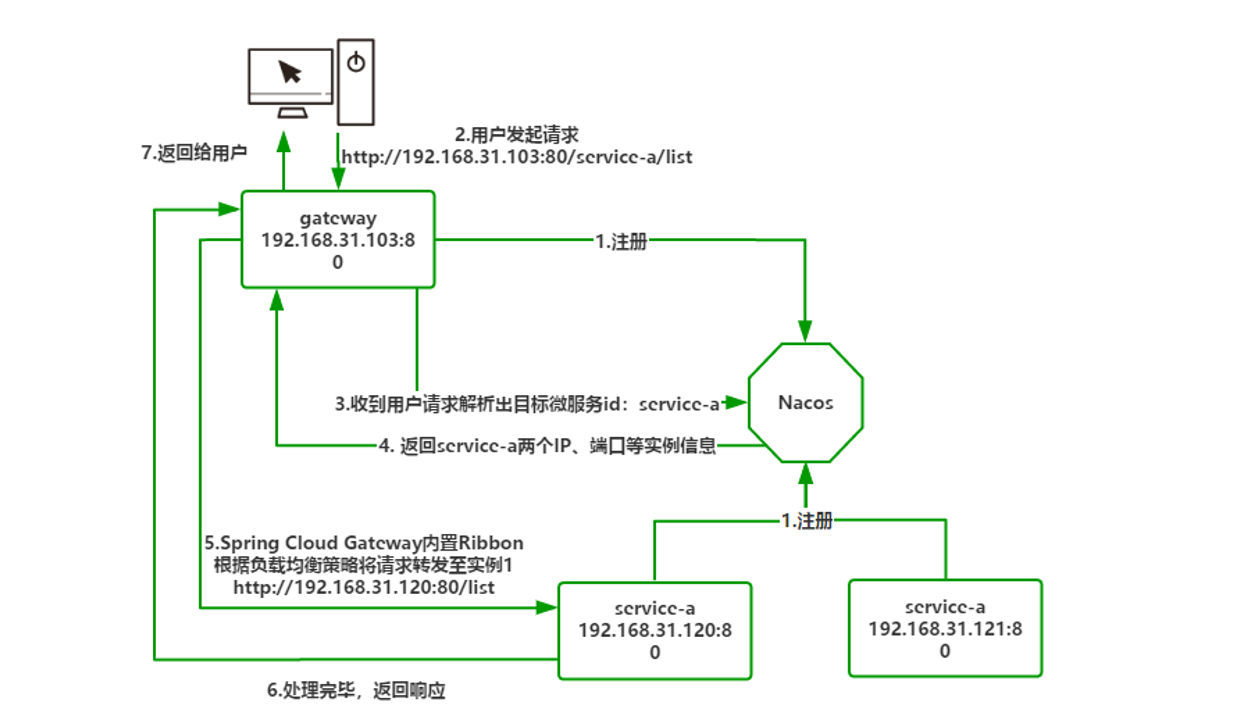 2.用户发起请求
http://192.168.31.103:80/service-a/list
7.返回给用户
gateway
192.168.31.103:8
0
1.注册
3.收到用户请求解析出目标微服务id：service-a
Nacos
4. 返回service-a两个IP、端口等实例信息
1.注册
5.Spring Cloud Gateway内置Ribbon
根据负载均衡策略将请求转发至实例1
http://192.168.31.120:80/list
service-a
192.168.31.120:8
0
service-a
192.168.31.121:8
0
6.处理完毕，返回响应